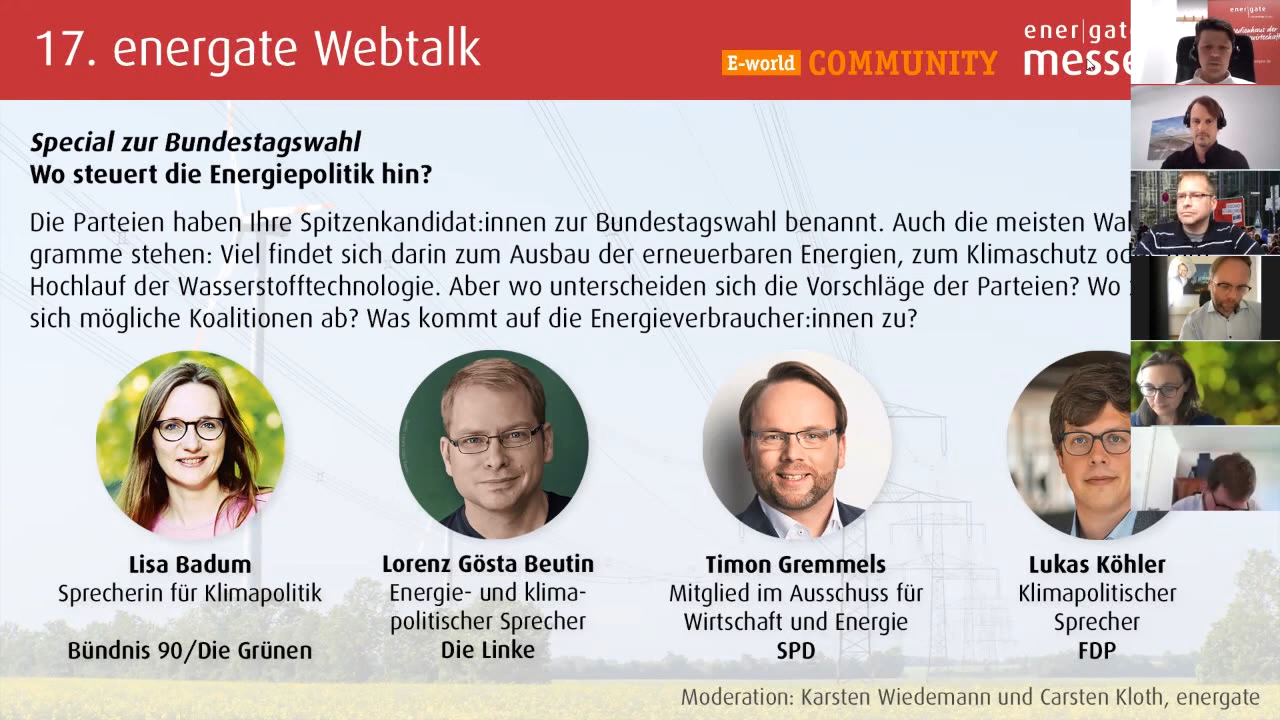 17. energate Webtalk
E-world COMMUNITY
ener|gate
messe
Special zur Bundestagswahl
Wo steuert die Energiepolitik hin?
Die Parteien haben Ihre Spitzenkandidat:innen zur Bundestagswahl benannt. Auch die meisten
gramme stehen: Viel findet sich darin zum Ausbau der erneuerbaren Energien, zum Klimaschutz
Hochlauf der Wasserstofftechnologie. Aber wo unterscheiden sich die Vorschläge der Parteien? Wo
sich mögliche Koalitionen ab? Was kommt auf die Energieverbraucher:innen zu?
Lisa Badum
Sprecherin für Klimapolitik
Bündnis 90/Die Grünen
Lorenz Gösta Beutin
Energie- und klima-
politischer Sprecher
Die Linke
Timon Gremmels
Mitglied im Ausschuss für
Wirtschaft und Energie
SPD
Lukas Köhler
Klimapolitischer
Sprecher
FDP
Moderation: Karsten Wiedemann und Carsten Kloth, energate
ener|gate